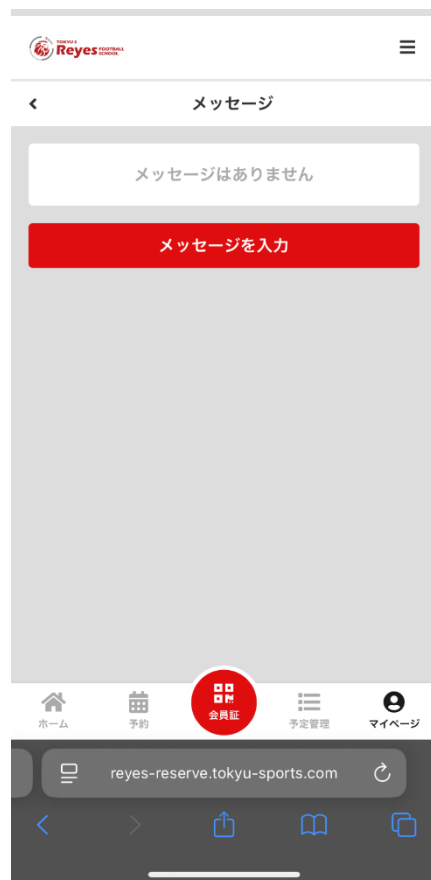 TOKYU S
Reyes FOOTBALL SCHOOL
メッセージ
メッセージはありません
メッセージを入力
ホーム
予約
会員証
予定管理
マイページ
reyes-reserve.tokyu-sports.com